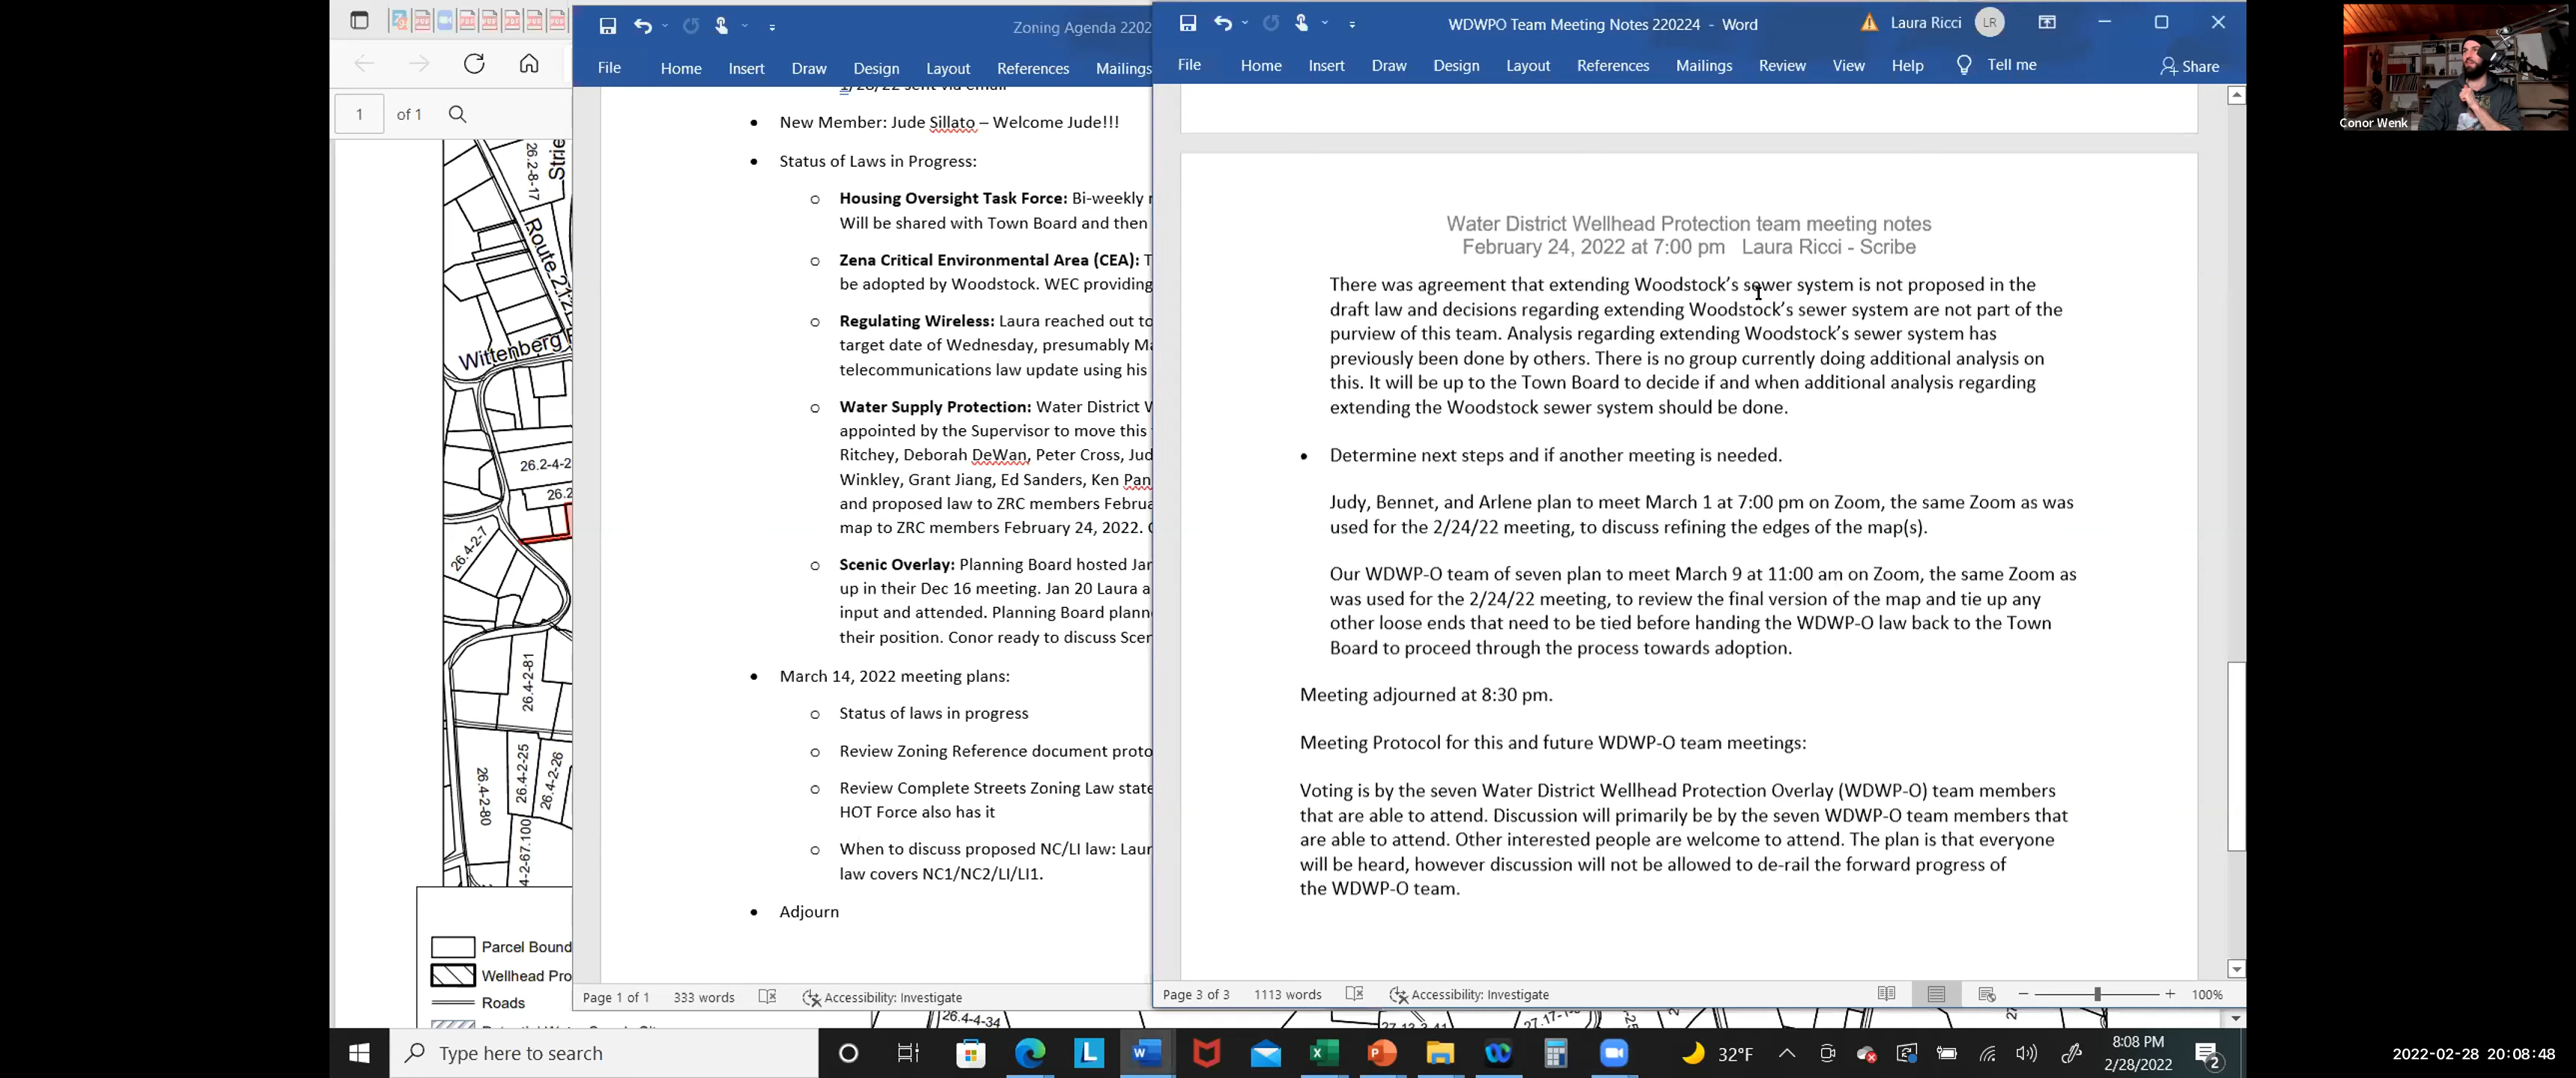 Zoning Agenda 2202
File Home Insert Draw Design Layout References Mailings
WDWPO Team Meeting Notes 220224 - Word
Laura Ricci LR
File Home Insert Draw Design Layout References Mailings Review View Help Tell me Share
Conor Wenk
1 of 1
1/28/22 sent via email
• New Member: Jude Sillato – Welcome Jude!!!
• Status of Laws in Progress:
o Housing Oversight Task Force: Bi-weekly
Will be shared with Town Board and then
o Zena Critical Environmental Area (CEA):
be adopted by Woodstock. WEC providing
o Regulating Wireless: Laura reached out to
target date of Wednesday, presumably
telecommunications law update using his
o Water Supply Protection: Water District
appointed by the Supervisor to move this
Ritchey, Deborah DeWan, Peter Cross,
Winkley, Grant Jiang, Ed Sanders, Ken
and proposed law to ZRC members
map to ZRC members February 24, 2022.
o Scenic Overlay: Planning Board hosted
up in their Dec 16 meeting. Jan 20 Laura
input and attended. Planning Board
their position. Conor ready to discuss
• March 14, 2022 meeting plans:
o Status of laws in progress
o Review Zoning Reference document
o Review Complete Streets Zoning Law
HOT Force also has it
o When to discuss proposed NC/LI law:
law covers NC1/NC2/LI/LI1.
• Adjourn
Page 1 of 1 333 words Accessibility: Investigate
Water District Wellhead Protection team meeting notes
February 24, 2022 at 7:00 pm Laura Ricci - Scribe
There was agreement that extending Woodstock's sewer system is not proposed in the
draft law and decisions regarding extending Woodstock's sewer system are not part of the
purview of this team. Analysis regarding extending Woodstock's sewer system has
previously been done by others. There is no group currently doing additional analysis on
this. It will be up to the Town Board to decide if and when additional analysis regarding
extending the Woodstock sewer system should be done.
• Determine next steps and if another meeting is needed.
Judy, Bennet, and Arlene plan to meet March 1 at 7:00 pm on Zoom, the same Zoom as was
used for the 2/24/22 meeting, to discuss refining the edges of the map(s).
Our WDWP-O team of seven plan to meet March 9 at 11:00 am on Zoom, the same Zoom as
was used for the 2/24/22 meeting, to review the final version of the map and tie up any
other loose ends that need to be tied before handing the WDWP-O law back to the Town
Board to proceed through the process towards adoption.
Meeting adjourned at 8:30 pm.
Meeting Protocol for this and future WDWP-O team meetings:
Voting is by the seven Water District Wellhead Protection Overlay (WDWP-O) team members
that are able to attend. Discussion will primarily be by the seven WDWP-O team members that
are able to attend. Other interested people are welcome to attend. The plan is that everyone
will be heard, however discussion will not be allowed to de-rail the forward progress of
the WDWP-O team.
Page 3 of 3 1113 words Accessibility: Investigate 100%
26.2-8-17
Route 212
Wittenberg
26.2-4-2
26.2
26.4-2-7
26.4-2-81
26.4-2-80
26.4-2-25
26.4-2-26
4-2-67.100
Parcel Bound
Wellhead Pro
Roads
26.4-4-34
Type here to search
32°F
8:08 PM
2/28/2022
2
2022-02-28 20:08:48